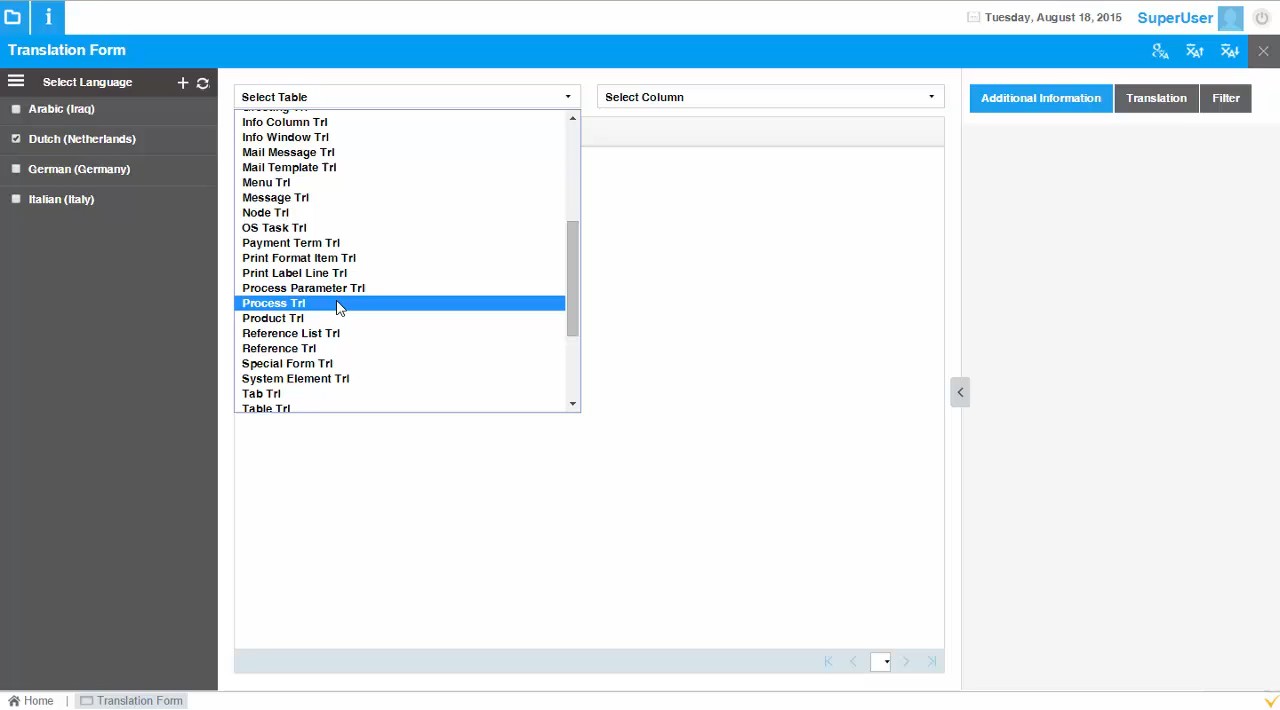 i
Tuesday, August 18, 2015
SuperUser
Translation Form
Select Language
Arabic (Iraq)
Dutch (Netherlands)
German (Germany)
Italian (Italy)
Select Table
Select Column
Info Column Trl
Info Window Trl
Mail Message Trl
Mail Template Trl
Menu Trl
Message Trl
Node Trl
OS Task Trl
Payment Term Trl
Print Format Item Trl
Print Label Line Trl
Process Parameter Trl
Process Trl
Product Trl
Reference List Trl
Reference Trl
Special Form Trl
System Element Trl
Tab Trl
Table Trl
Additional Information
Translation
Filter
Home | Translation Form